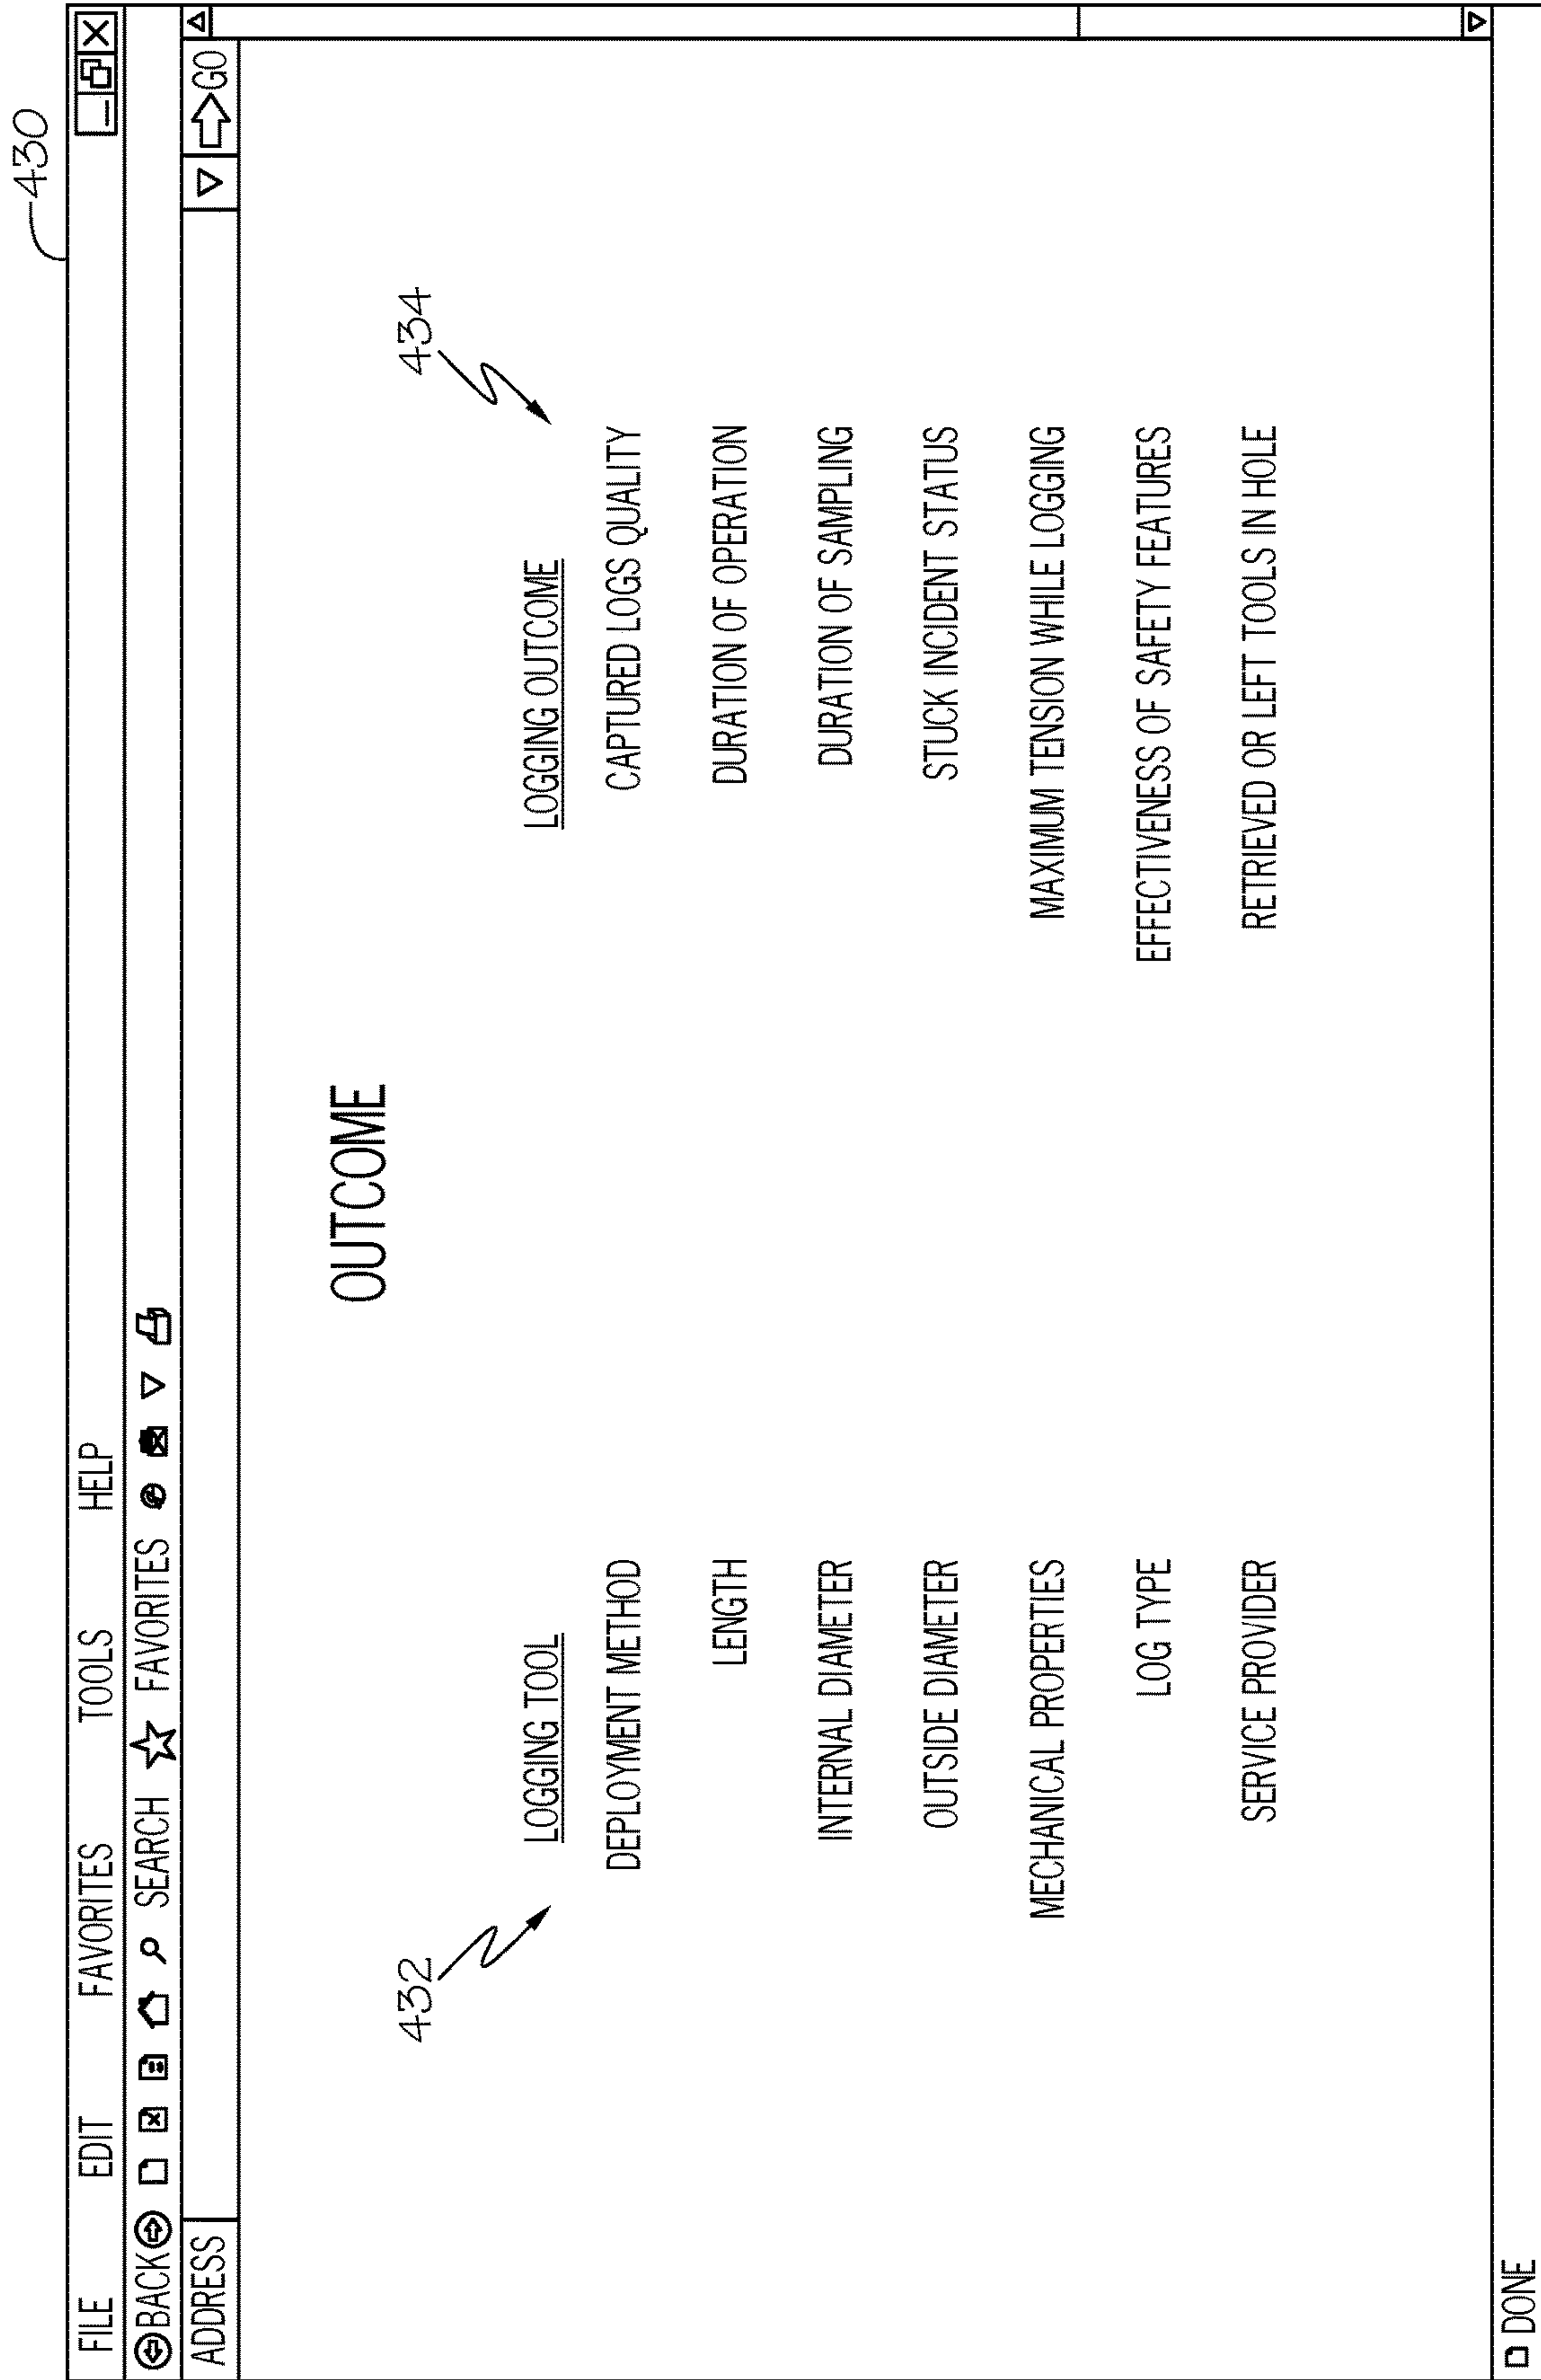 430
FILE EDIT FAVORITES TOOLS HELP
BACK SEARCH FAVORITES
ADDRESS GO
OUTCOME
432 434
LOGGING TOOL LOGGING OUTCOME
DEPLOYMENT METHOD CAPTURED LOGS QUALITY
LENGTH DURATION OF OPERATION
INTERNAL DIAMETER DURATION OF SAMPLING
OUTSIDE DIAMETER STUCK INCIDENT STATUS
MECHANICAL PROPERTIES MAXIMUM TENSION WHILE LOGGING
LOG TYPE EFFECTIVENESS OF SAFETY FEATURES
SERVICE PROVIDER RETRIEVED OR LEFT TOOLS IN HOLE
DONE